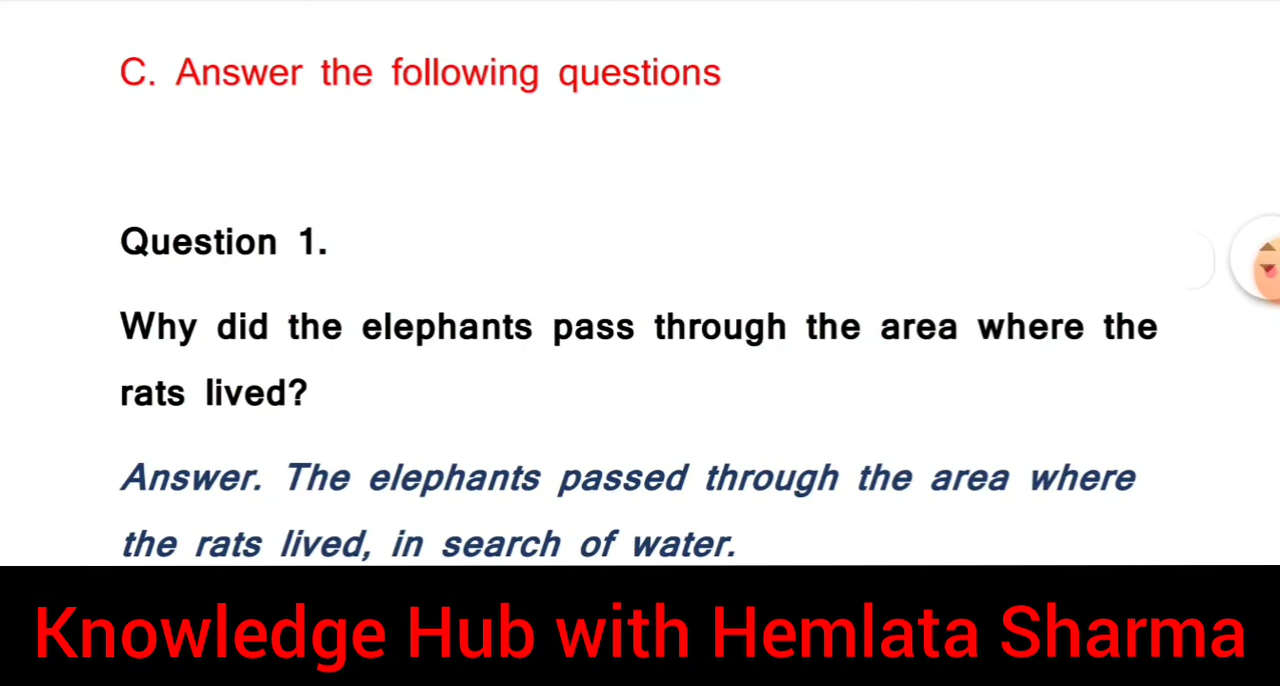 C. Answer the following questions
Question 1.
Why did the elephants pass through the area where the
rats lived?
Answer. The elephants passed through the area where
the rats lived, in search of water.
Knowledge Hub with Hemlata Sharma